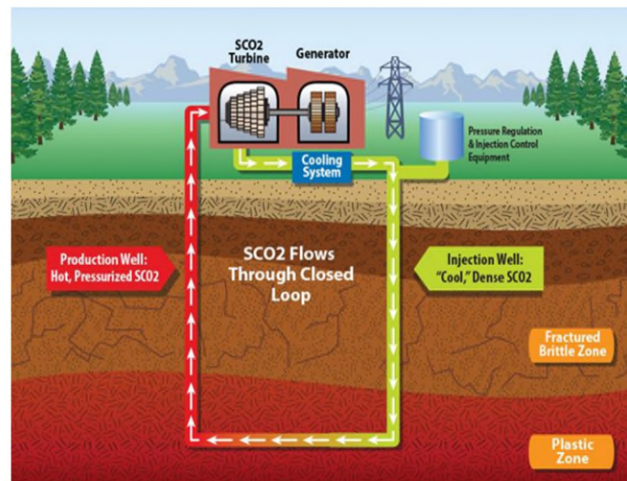 SCO2
Turbine
Generator
Cooling
System
Pressure Regulation
& Injection Control
Equipment
Production Well:
Hot, Pressurized SCO2
SCO2 Flows
Through Closed
Loop
Injection Well:
"Cool," Dense SCO2
Fractured
Brittle Zone
Plastic
Zone